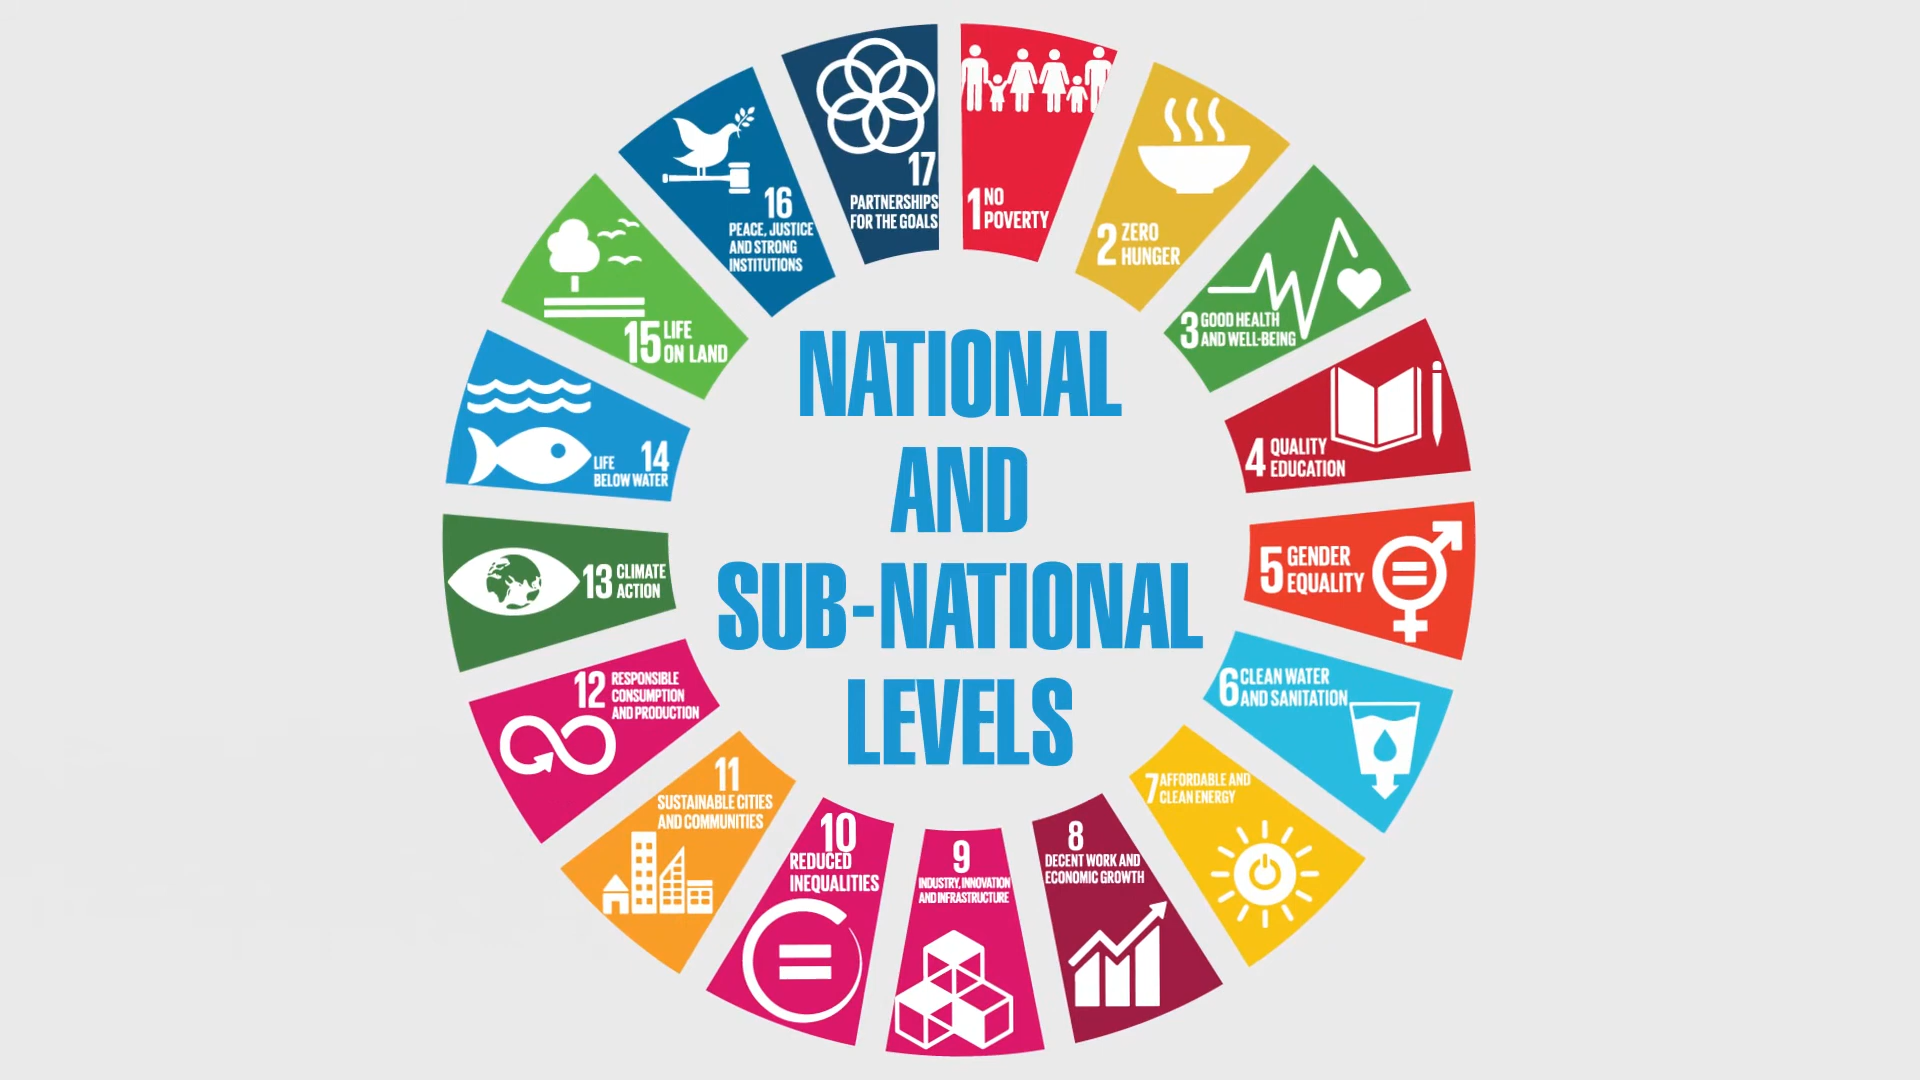 NATIONAL
AND
SUB-NATIONAL
LEVELS
1 NO
POVERTY
2 ZERO
HUNGER
3 GOOD HEALTH
AND WELL-BEING
4 QUALITY
EDUCATION
5 GENDER
EQUALITY
6 CLEAN WATER
AND SANITATION
7 AFFORDABLE AND
CLEAN ENERGY
8
DECENT WORK AND
ECONOMIC GROWTH
9
INDUSTRY, INNOVATION
AND INFRASTRUCTURE
10
REDUCED
INEQUALITIES
11
SUSTAINABLE CITIES
AND COMMUNITIES
12 RESPONSIBLE
CONSUMPTION
AND PRODUCTION
13 CLIMATE
ACTION
14 LIFE
BELOW WATER
15 LIFE
ON LAND
16
PEACE, JUSTICE
AND STRONG
INSTITUTIONS
17
PARTNERSHIPS
FOR THE GOALS